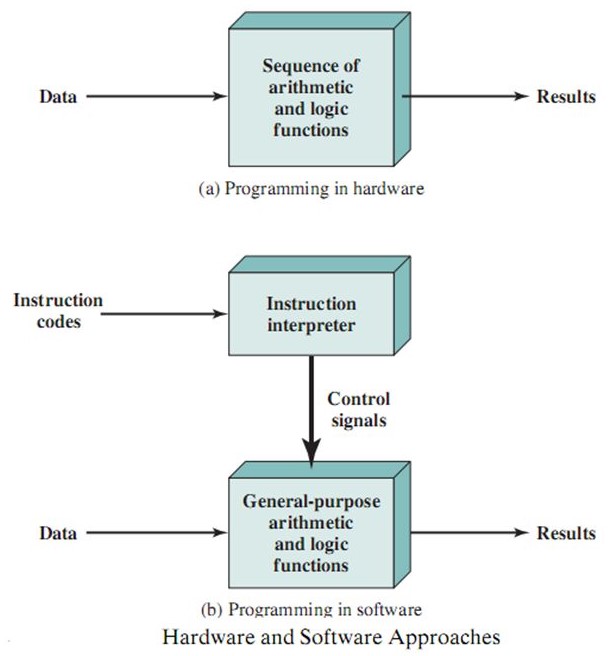 Sequence of
arithmetic
and logic
functions
Data
Results
(a) Programming in hardware
Instruction
codes
Instruction
interpreter
Control
signals
General-purpose
arithmetic
and logic
functions
Data
Results
(b) Programming in software
Hardware and Software Approaches